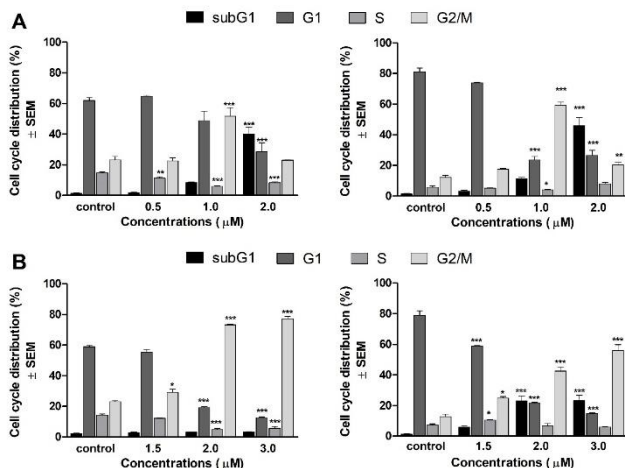 A
subG1 G1 S G2/M
Cell cycle distribution (%)
± SEM
80
60
40
20
0
***
***
***
**
***
***
control 0.5 1.0 2.0
Concentrations ( μM)
Cell cycle distribution (%)
± SEM
100
80
60
40
20
0
***
***
***
***
*
**
control 0.5 1.0 2.0
Concentrations ( μM)
B
subG1 G1 S G2/M
Cell cycle distribution (%)
± SEM
100
80
60
40
20
0
***
***
*
***
***
***
***
control 1.5 2.0 3.0
Concentrations ( μM)
Cell cycle distribution (%)
± SEM
100
80
60
40
20
0
***
***
***
*
*
***
***
***
***
control 1.5 2.0 3.0
Concentrations ( μM)